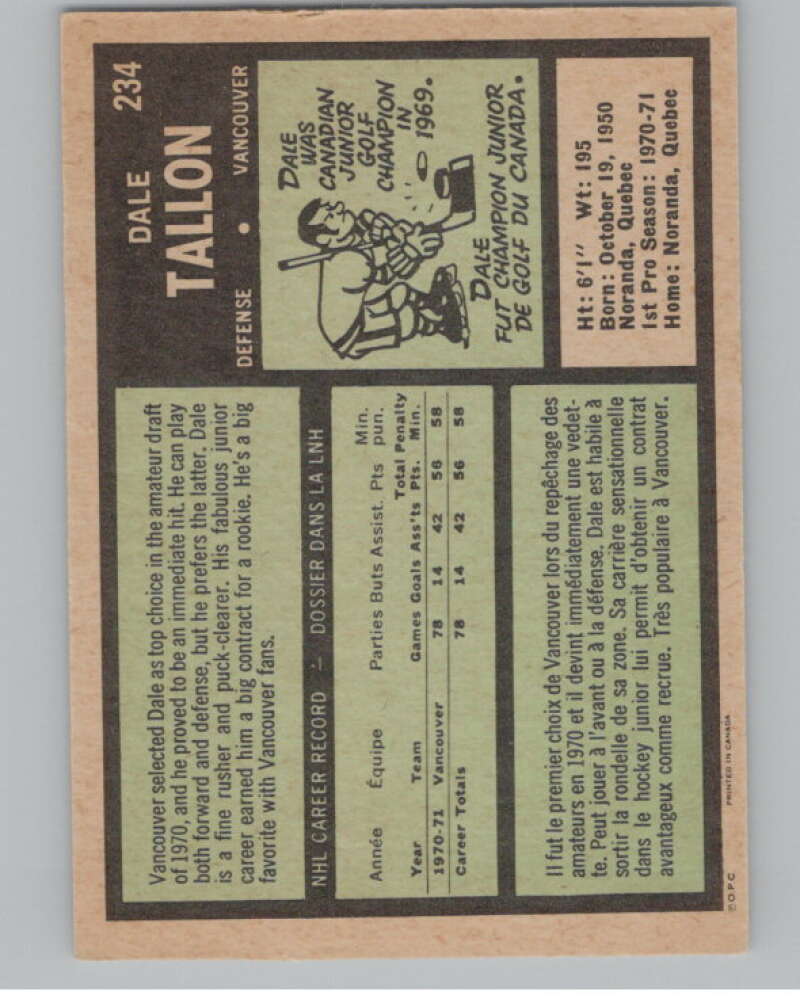 234
DALE
TALLON
DEFENSE • VANCOUVER
Vancouver selected Dale as top choice in the amateur draft
of 1970, and he proved to be an immediate hit. He can play
both forward and defense, but he prefers the latter. Dale
is a fine rusher and puck-clearer. His fabulous junior
career earned him a big contract for a rookie. He's a big
favorite with Vancouver fans.
DALE
WAS
CANADIAN
JUNIOR
GOLF
CHAMPION
IN
1969.
DALE
FUT CHAMPION JUNIOR
DE GOLF DU CANADA.
NHL CAREER RECORD - DOSSIER DANS LA LNH
Min.
Année Équipe Parties Buts Assist. Pts pun.
Total Penalty
Year Team Games Goals Ass'ts Pts. Min.
1970-71 Vancouver 78 14 42 56 58
Career Totals 78 14 42 56 58
Ht: 6'1" Wt: 195
Born: October 19, 1950
Noranda, Quebec
1st Pro Season: 1970-71
Home: Noranda, Quebec
Il fut le premier choix de Vancouver lors du repêchage des
amateurs en 1970 et il devint immédiatement une vedet-
te. Peut jouer à l'avant ou à la défense. Dale est habile à
sortir la rondelle de sa zone. Sa carrière sensationnelle
dans le hockey junior lui permit d'obtenir un contrat
avantageux comme recrue. Très populaire à Vancouver.
©O.P.C. PRINTED IN CANADA